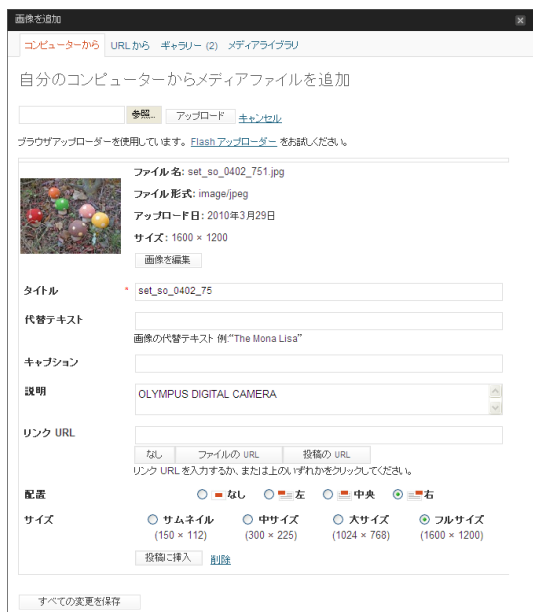 画像を追加
コンピューターから URLから ギャラリー (2) メディアライブラリ
自分のコンピューターからメディアファイルを追加
参照... アップロード キャンセル
ブラウザアップローダーを使用しています。 Flash アップローダー をお試しください。
ファイル名: set_so_0402_751.jpg
ファイル形式: image/jpeg
アップロード日: 2010年3月29日
サイズ: 1600 × 1200
画像を編集
タイトル * set_so_0402_75
代替テキスト
画像の代替テキスト 例:“The Mona Lisa”
キャプション
説明 OLYMPUS DIGITAL CAMERA
リンク URL
なし ファイルの URL 投稿の URL
リンク URL を入力するか、または上のいずれかをクリックしてください。
配置 なし 左 中央 右
サイズ サムネイル 中サイズ 大サイズ フルサイズ
(150 × 112) (300 × 225) (1024 × 768) (1600 × 1200)
投稿に挿入 削除
すべての変更を保存